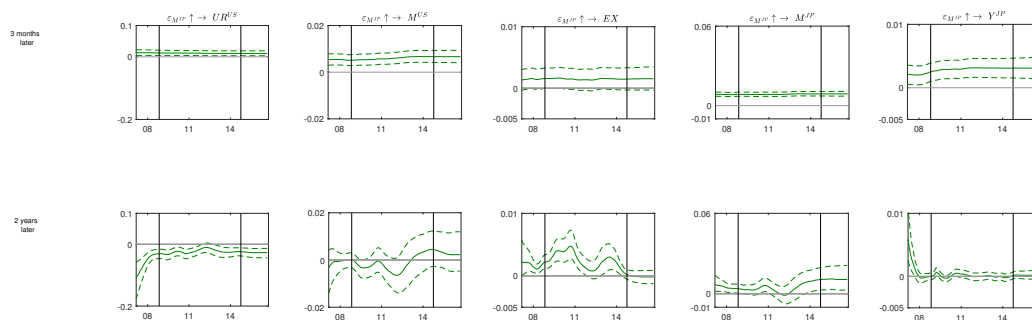 ε_{M^{JP}} ↑→ UR^{US}
ε_{M^{JP}} ↑→ M^{US}
ε_{M^{JP}} ↑→ EX
ε_{M^{JP}} ↑→ M^{JP}
ε_{M^{JP}} ↑→ Y^{JP}
3 months
later
0.1
0
-0.2
08 11 14
0.02
0
-0.02
08 11 14
0.01
0
-0.005
08 11 14
0.06
0
-0.01
08 11 14
0.01
0
-0.005
08 11 14
2 years
later
0.1
0
-0.2
08 11 14
0.02
0
-0.02
08 11 14
0.01
0
-0.005
08 11 14
0.06
0
-0.01
08 11 14
0.01
0
-0.005
08 11 14